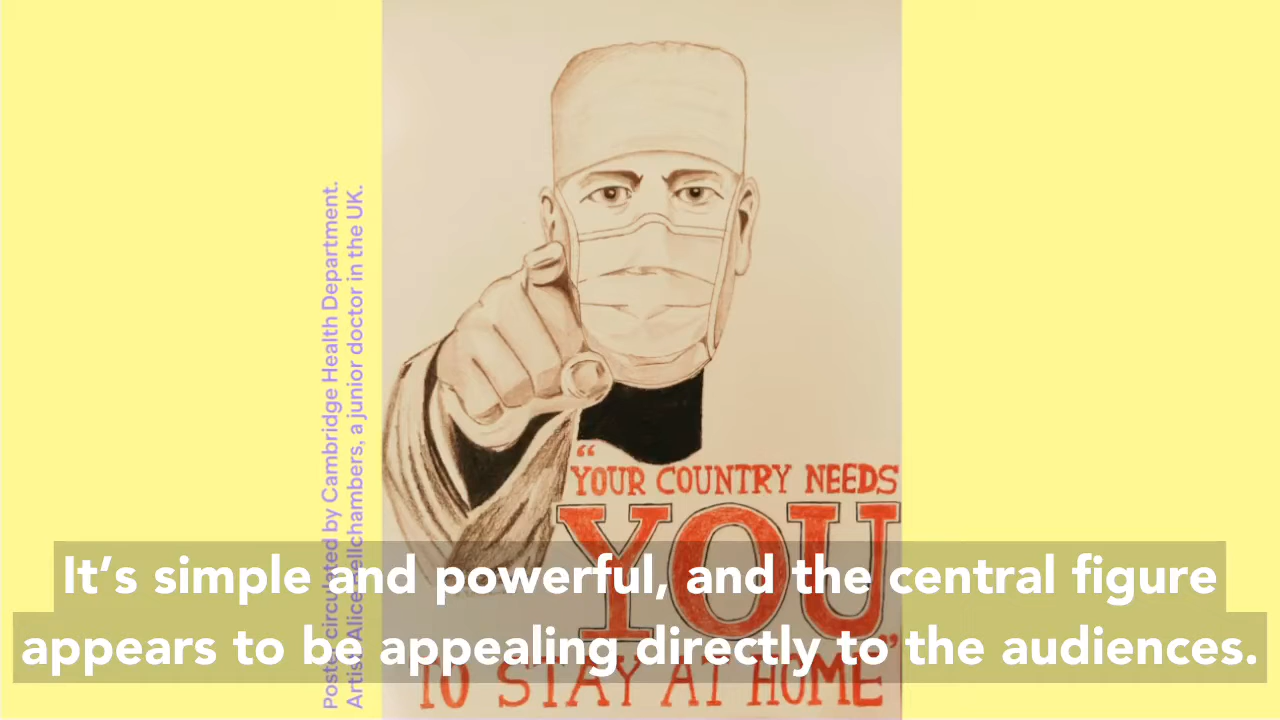 Poster circulated by Cambridge Health Department.
Artist Alice Bellchambers, a junior doctor in the UK.
“
YOUR COUNTRY NEEDS
YOU”
TO STAY AT HOME
It’s simple and powerful, and the central figure
appears to be appealing directly to the audiences.